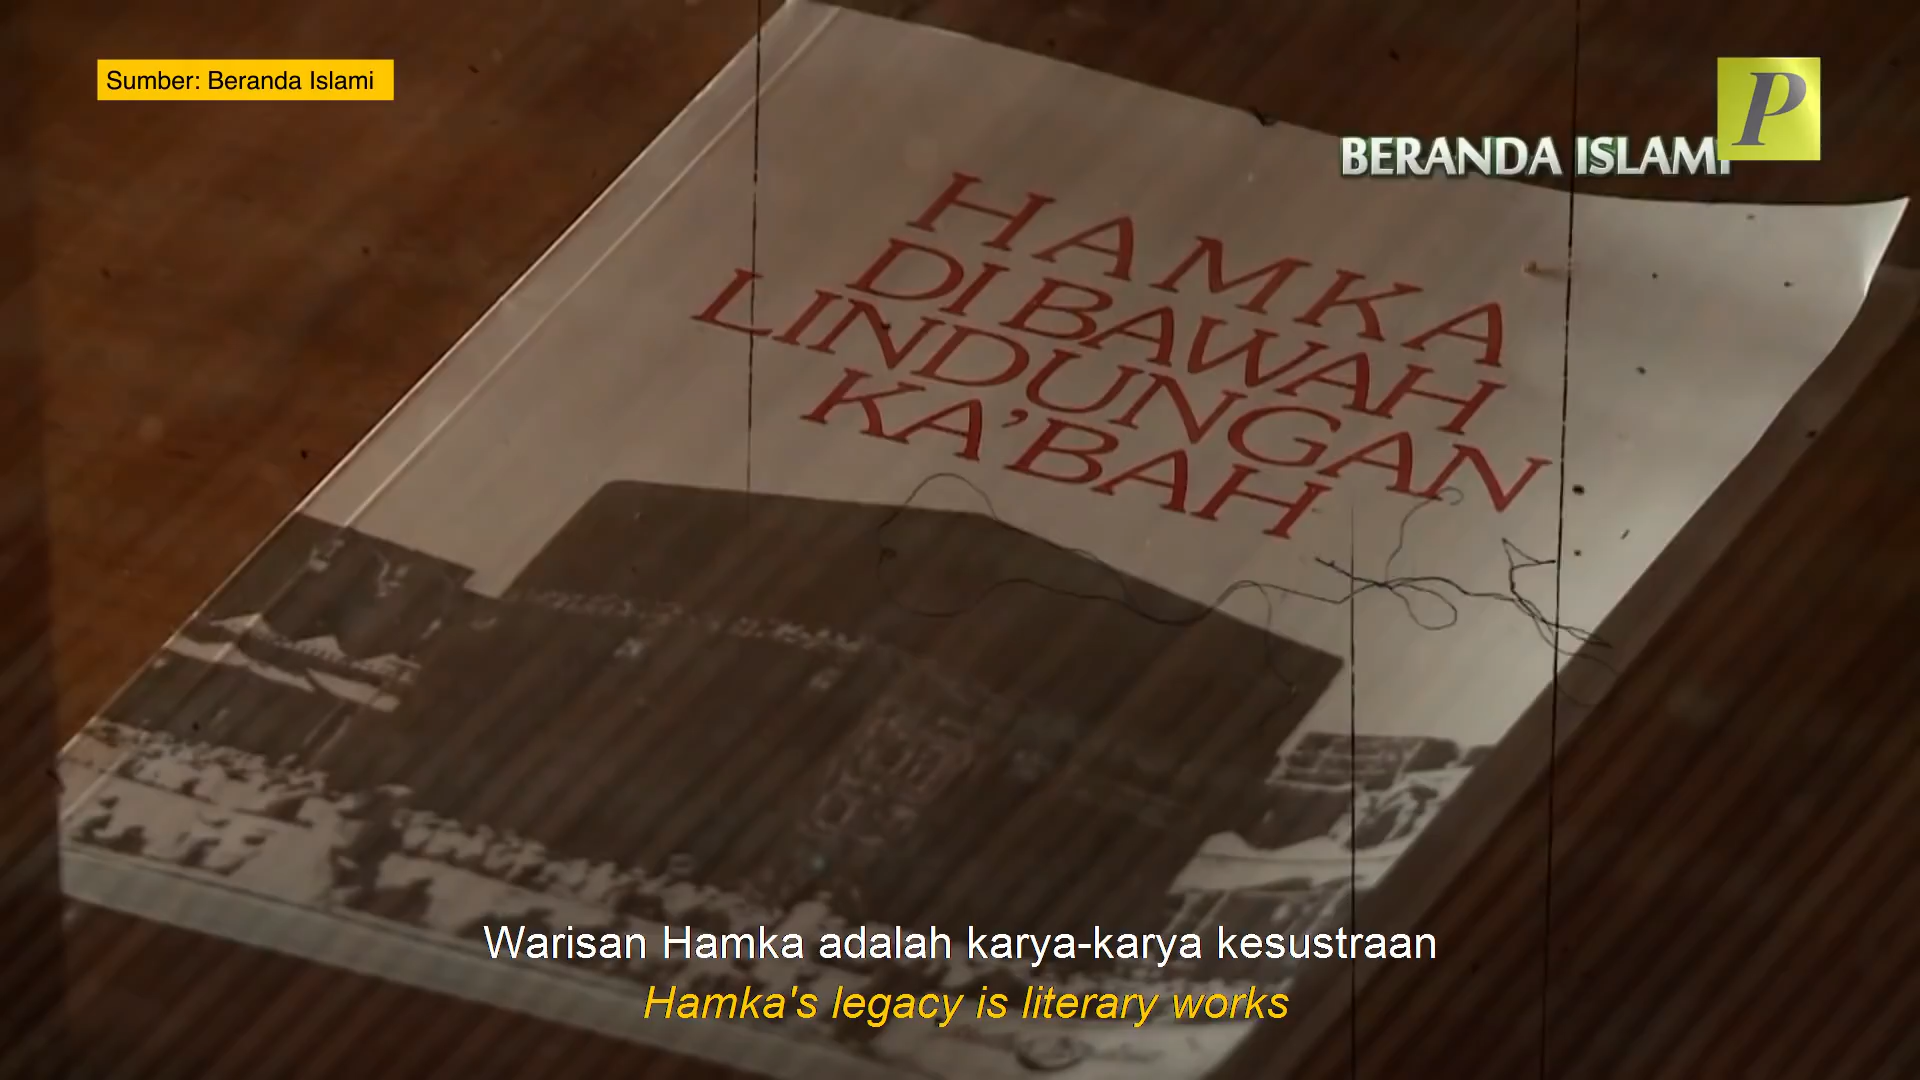 Sumber: Beranda Islami
P
BERANDA ISLAMI
HAMKA
DI BAWAH
LINDUNGAN
KA'BAH
Warisan Hamka adalah karya-karya kesustraan
Hamka's legacy is literary works